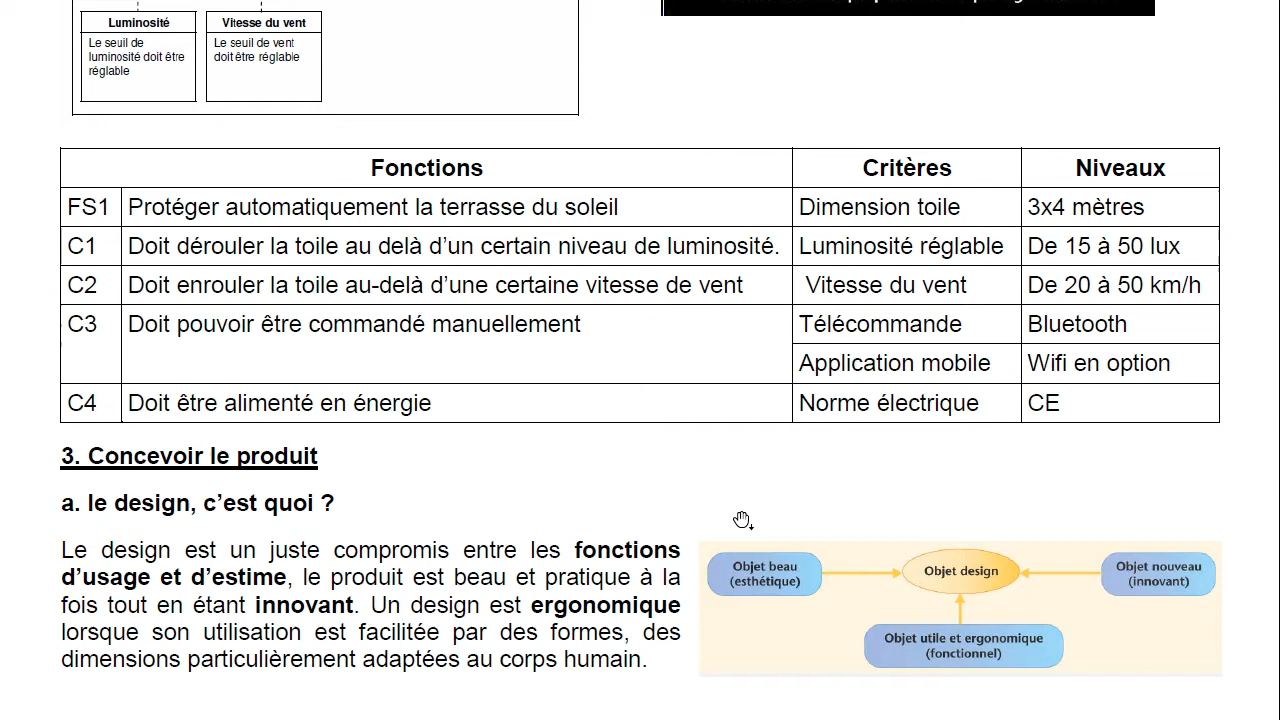 Luminosité
Vitesse du vent
Le seuil de
luminosité doit être
réglable
Le seuil de vent
doit être réglable
Fonctions Critères Niveaux
FS1 Protéger automatiquement la terrasse du soleil Dimension toile 3x4 mètres
C1 Doit dérouler la toile au delà d’un certain niveau de luminosité. Luminosité réglable De 15 à 50 lux
C2 Doit enrouler la toile au-delà d’une certaine vitesse de vent Vitesse du vent De 20 à 50 km/h
C3 Doit pouvoir être commandé manuellement Télécommande Bluetooth
Application mobile Wifi en option
C4 Doit être alimenté en énergie Norme électrique CE
3. Concevoir le produit
a. le design, c’est quoi ?
Le design est un juste compromis entre les fonctions
d’usage et d’estime, le produit est beau et pratique à la
fois tout en étant innovant. Un design est ergonomique
lorsque son utilisation est facilitée par des formes, des
dimensions particulièrement adaptées au corps humain.
Objet beau
(esthétique)
Objet design
Objet nouveau
(innovant)
Objet utile et ergonomique
(fonctionnel)